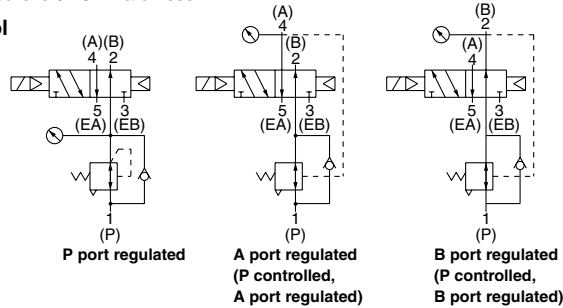 ol
(A)(B)
4 2
5 3
(EA) (EB)
1
(P)
P port regulated
(A)
4
(B)
2
5 3
(EA) (EB)
1
(P)
A port regulated
(P controlled,
A port regulated)
(B)
2
(A)
4
5 3
(EA) (EB)
1
(P)
B port regulated
(P controlled,
B port regulated)